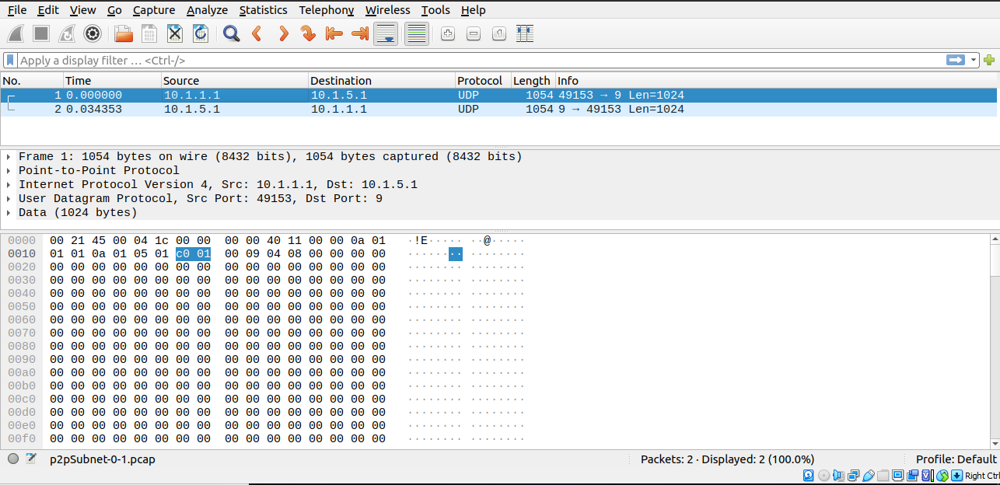 File Edit View Go Capture Analyze Statistics Telephony Wireless Tools Help
Apply a display filter … <Ctrl-/>
No. Time Source Destination Protocol Length Info
1 0.000000 10.1.1.1 10.1.5.1 UDP 1054 49153 → 9 Len=1024
2 0.034353 10.1.5.1 10.1.1.1 UDP 1054 9 → 49153 Len=1024
Frame 1: 1054 bytes on wire (8432 bits), 1054 bytes captured (8432 bits)
Point-to-Point Protocol
Internet Protocol Version 4, Src: 10.1.1.1, Dst: 10.1.5.1
User Datagram Protocol, Src Port: 49153, Dst Port: 9
Data (1024 bytes)
0000 00 21 45 00 04 1c 00 00 00 00 40 11 00 00 0a 01 ·!E····· ··@·····
0010 01 01 0a 01 05 01 c0 01 00 09 04 08 00 00 00 00 ········ ········
0020 00 00 00 00 00 00 00 00 00 00 00 00 00 00 00 00 ········ ········
0030 00 00 00 00 00 00 00 00 00 00 00 00 00 00 00 00 ········ ········
0040 00 00 00 00 00 00 00 00 00 00 00 00 00 00 00 00 ········ ········
0050 00 00 00 00 00 00 00 00 00 00 00 00 00 00 00 00 ········ ········
0060 00 00 00 00 00 00 00 00 00 00 00 00 00 00 00 00 ········ ········
0070 00 00 00 00 00 00 00 00 00 00 00 00 00 00 00 00 ········ ········
0080 00 00 00 00 00 00 00 00 00 00 00 00 00 00 00 00 ········ ········
0090 00 00 00 00 00 00 00 00 00 00 00 00 00 00 00 00 ········ ········
00a0 00 00 00 00 00 00 00 00 00 00 00 00 00 00 00 00 ········ ········
00b0 00 00 00 00 00 00 00 00 00 00 00 00 00 00 00 00 ········ ········
00c0 00 00 00 00 00 00 00 00 00 00 00 00 00 00 00 00 ········ ········
00d0 00 00 00 00 00 00 00 00 00 00 00 00 00 00 00 00 ········ ········
00e0 00 00 00 00 00 00 00 00 00 00 00 00 00 00 00 00 ········ ········
00f0 00 00 00 00 00 00 00 00 00 00 00 00 00 00 00 00 ········ ········
p2pSubnet-0-1.pcap Packets: 2 · Displayed: 2 (100.0%) Profile: Default
Right Ctrl